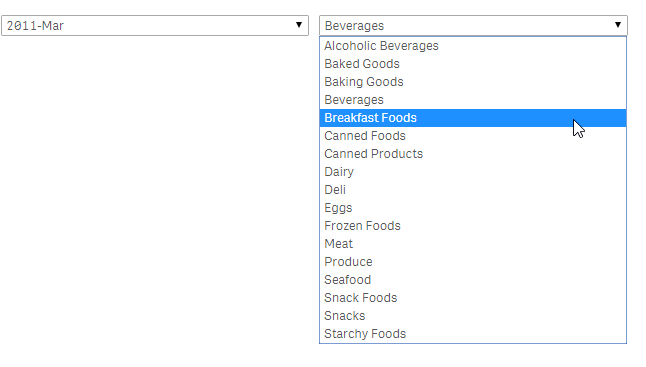 2011-Mar
Beverages
Alcoholic Beverages
Baked Goods
Baking Goods
Beverages
Breakfast Foods
Canned Foods
Canned Products
Dairy
Deli
Eggs
Frozen Foods
Meat
Produce
Seafood
Snack Foods
Snacks
Starchy Foods